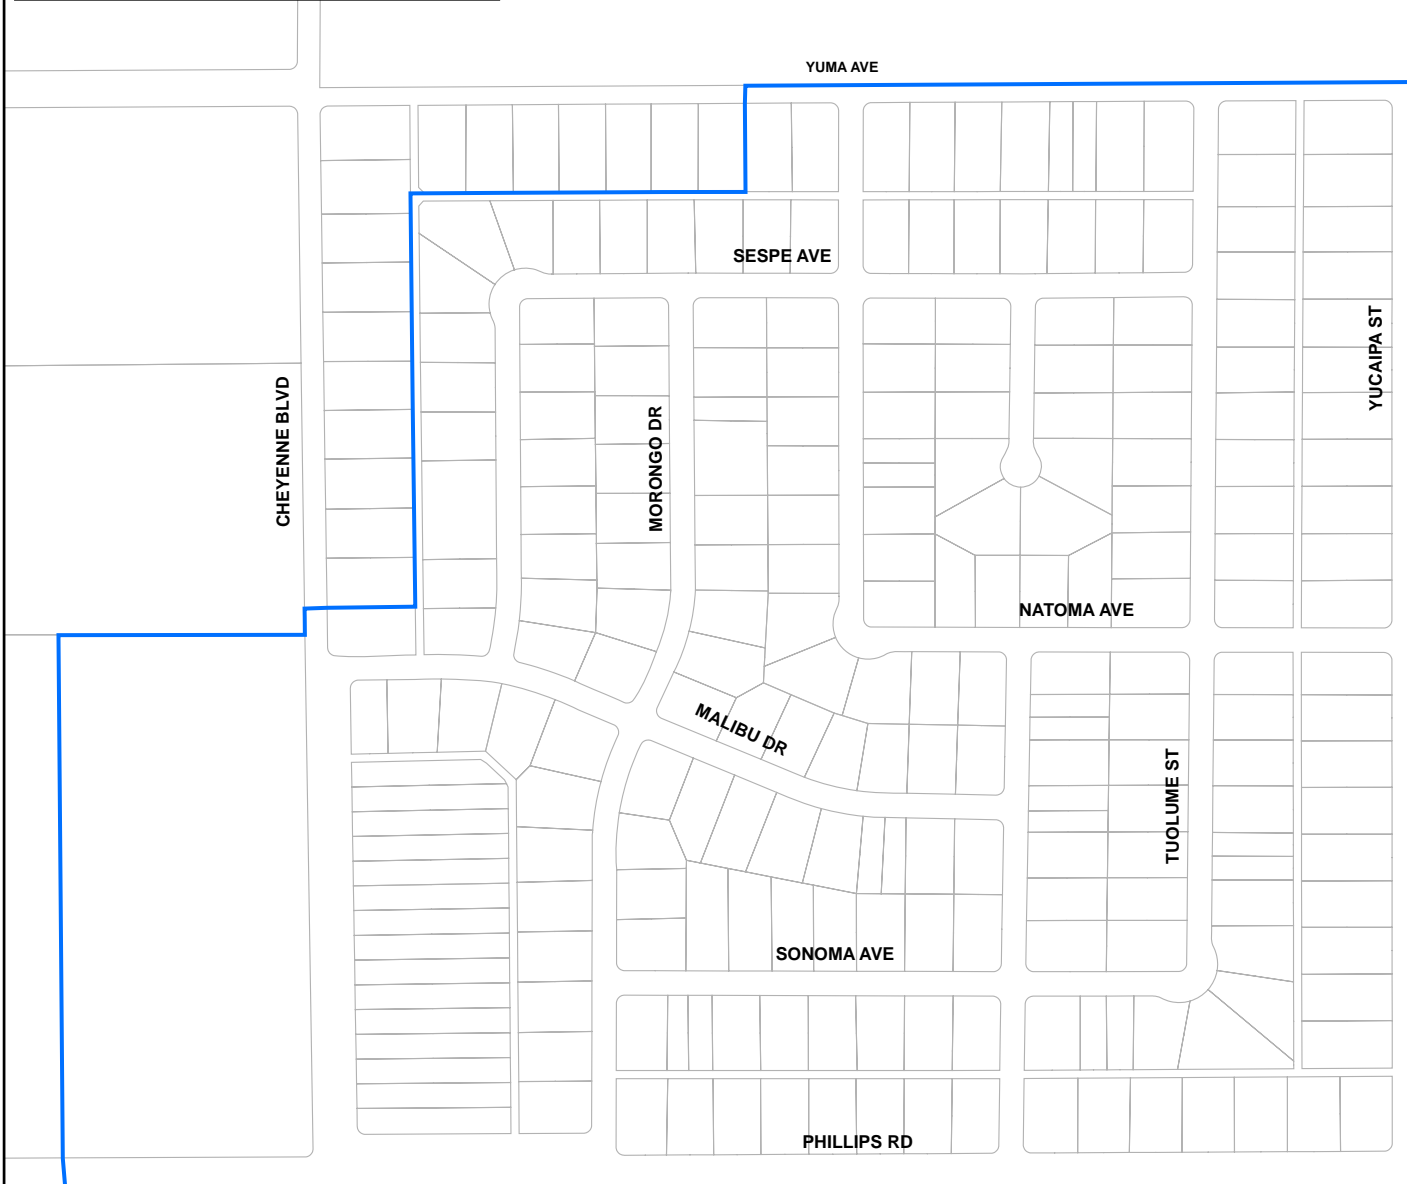 YUMA AVE
SESPE AVE
YUCAIPA ST
CHEYENNE BLVD
MORONGO DR
NATOMA AVE
MALIBU DR
TUOLUME ST
SONOMA AVE
PHILLIPS RD